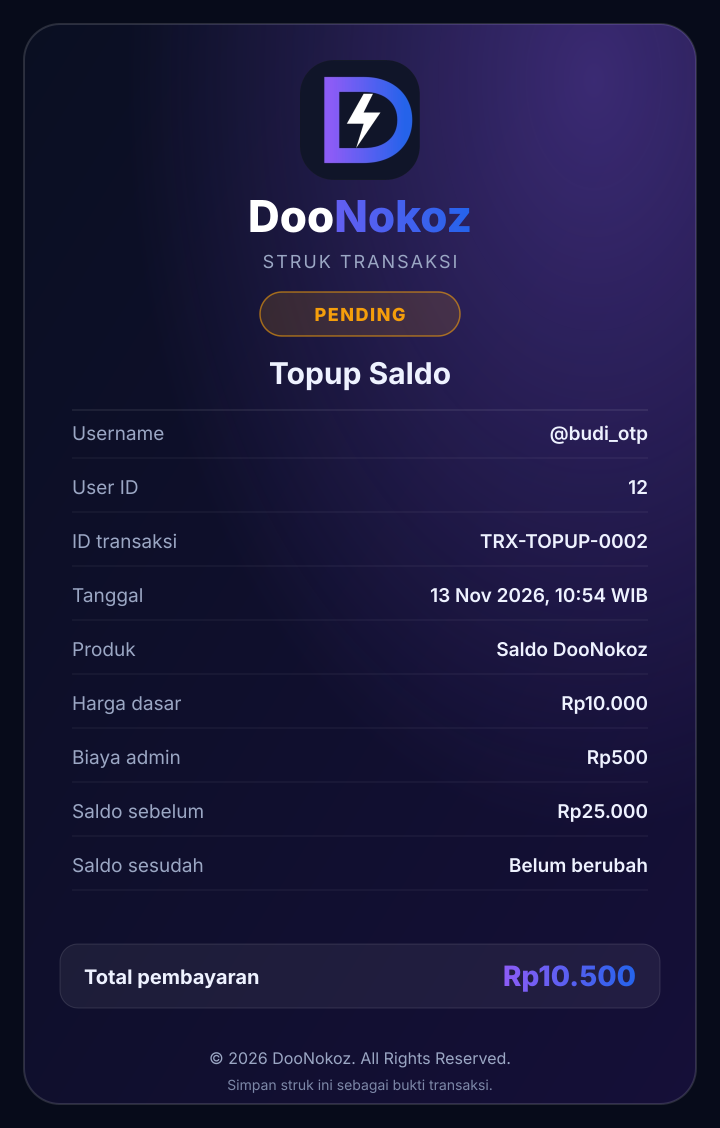 DooNokoz
STRUK TRANSAKSI
PENDING
Topup Saldo
Username @budi_otp
User ID 12
ID transaksi TRX-TOPUP-0002
Tanggal 13 Nov 2026, 10:54 WIB
Produk Saldo DooNokoz
Harga dasar Rp10.000
Biaya admin Rp500
Saldo sebelum Rp25.000
Saldo sesudah Belum berubah
Total pembayaran Rp10.500
© 2026 DooNokoz. All Rights Reserved.
Simpan struk ini sebagai bukti transaksi.